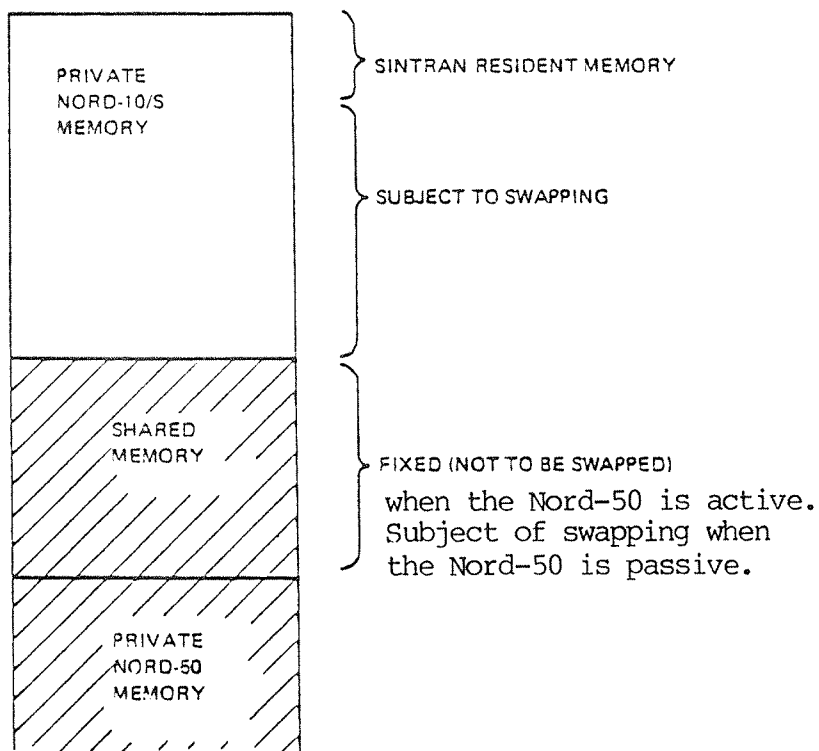 PRIVATE
NORD-10/S
MEMORY
SINTRAN RESIDENT MEMORY
SUBJECT TO SWAPPING
SHARED
MEMORY
FIXED (NOT TO BE SWAPPED)
when the Nord-50 is active.
Subject of swapping when
the Nord-50 is passive.
PRIVATE
NORD-50
MEMORY